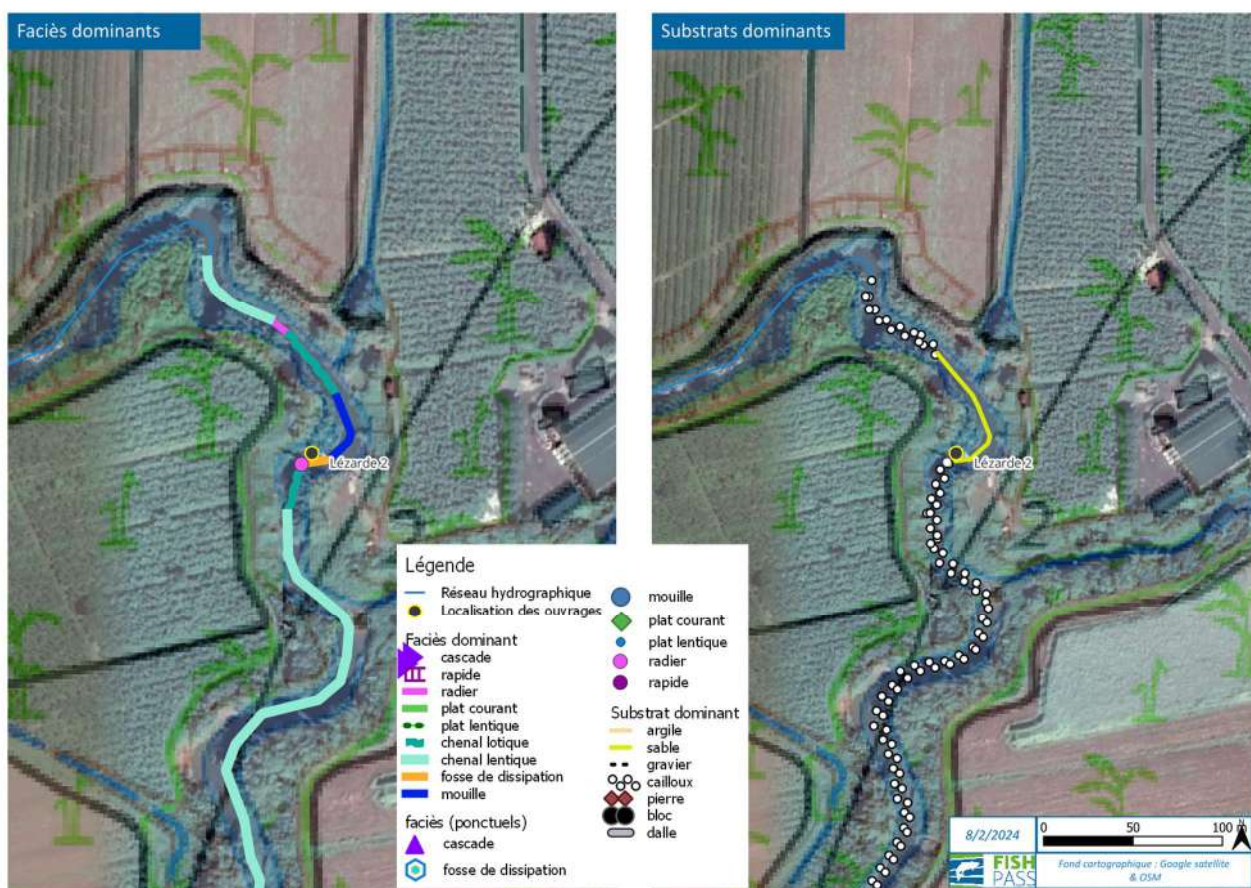 Faciès dominants
Substrats dominants
Lézarde 2
Lézarde 2
Légende
Réseau hydrographique
Localisation des ouvrages
Faciès dominant
cascade
rapide
radier
plat courant
plat lentique
chenal lotique
chenal lentique
fosse de dissipation
mouille
faciès (ponctuels)
cascade
fosse de dissipation
mouille
plat courant
plat lentique
radier
rapide
Substrat dominant
argile
sable
gravier
cailloux
pierre
bloc
dalle
8/2/2024
0 50 100 m
N
FISH
PASS
Fond cartographique : Google satellite
& OSM